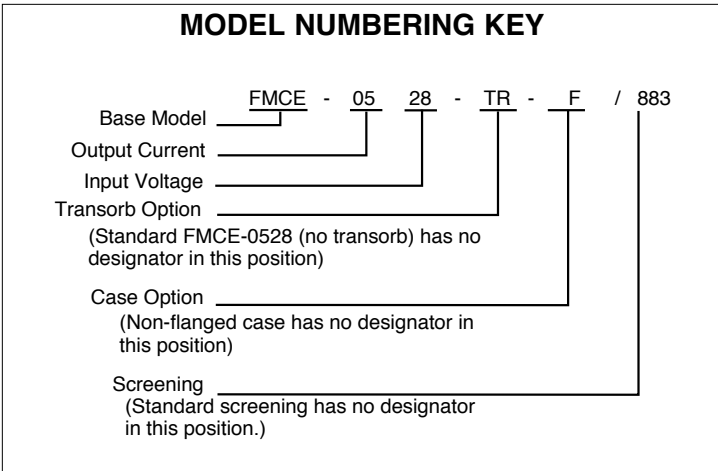 MODEL NUMBERING KEY
FMCE - 05 28 - TR - F / 883
Base Model
Output Current
Input Voltage
Transorb Option
(Standard FMCE-0528 (no transorb) has no
designator in this position)
Case Option
(Non-flanged case has no designator in
this position)
Screening
(Standard screening has no designator
in this position.)